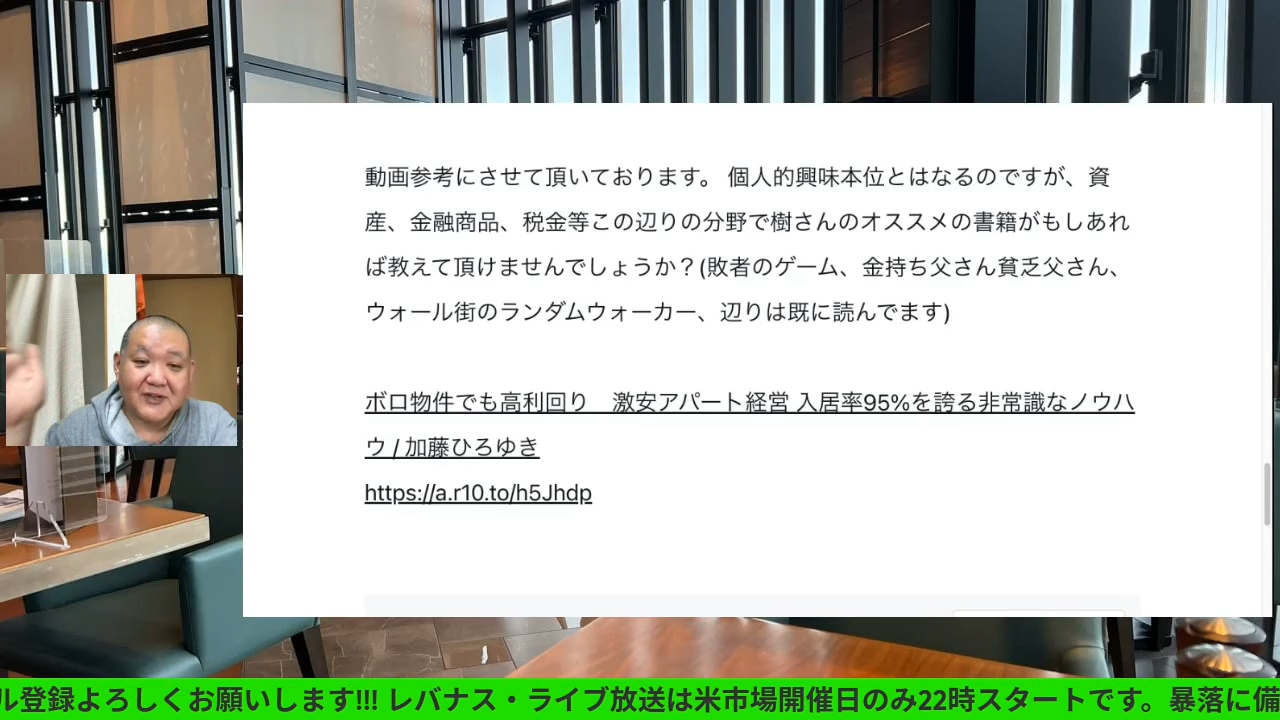 動画参考にさせて頂いております。 個人的興味本位とはなるのですが、資
産、金融商品、税金等この辺りの分野で樹さんのオススメの書籍がもしあれ
ば教えて頂けませんでしょうか？(敗者のゲーム、金持ち父さん貧乏父さん、
ウォール街のランダムウォーカー、辺りは既に読んでます)
ボロ物件でも高利回り　激安アパート経営 入居率95%を誇る非常識なノウハ
ウ / 加藤ひろゆき
https://a.r10.to/h5Jhdp
ル登録よろしくお願いします!!! レバナス・ライブ放送は米市場開催日のみ22時スタートです。暴落に備